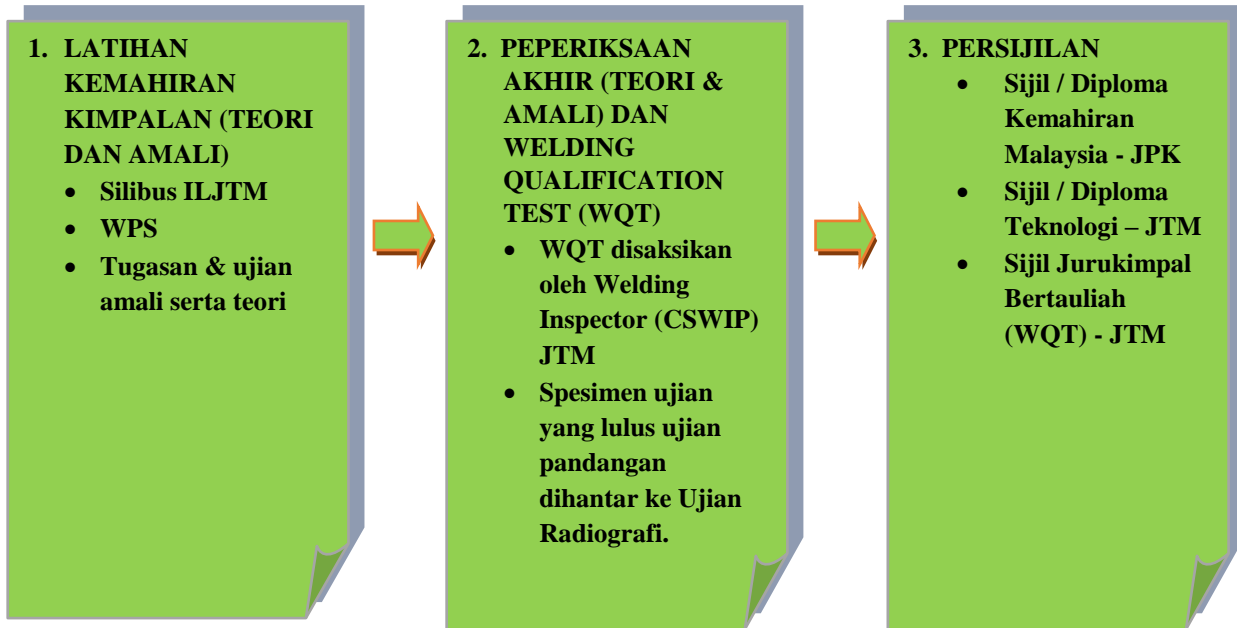 1. LATIHAN
KEMAHIRAN
KIMPALAN (TEORI
DAN AMALI)
• Silibus ILJTM
• WPS
• Tugasan & ujian
amali serta teori
2. PEPERIKSAAN
AKHIR (TEORI &
AMALI) DAN
WELDING
QUALIFICATION
TEST (WQT)
• WQT disaksikan
oleh Welding
Inspector (CSWIP)
JTM
• Spesimen ujian
yang lulus ujian
pandangan
dihantar ke Ujian
Radiografi.
3. PERSIJILAN
• Sijil / Diploma
Kemahiran
Malaysia - JPK
• Sijil / Diploma
Teknologi – JTM
• Sijil Jurukimpal
Bertauliah
(WQT) - JTM